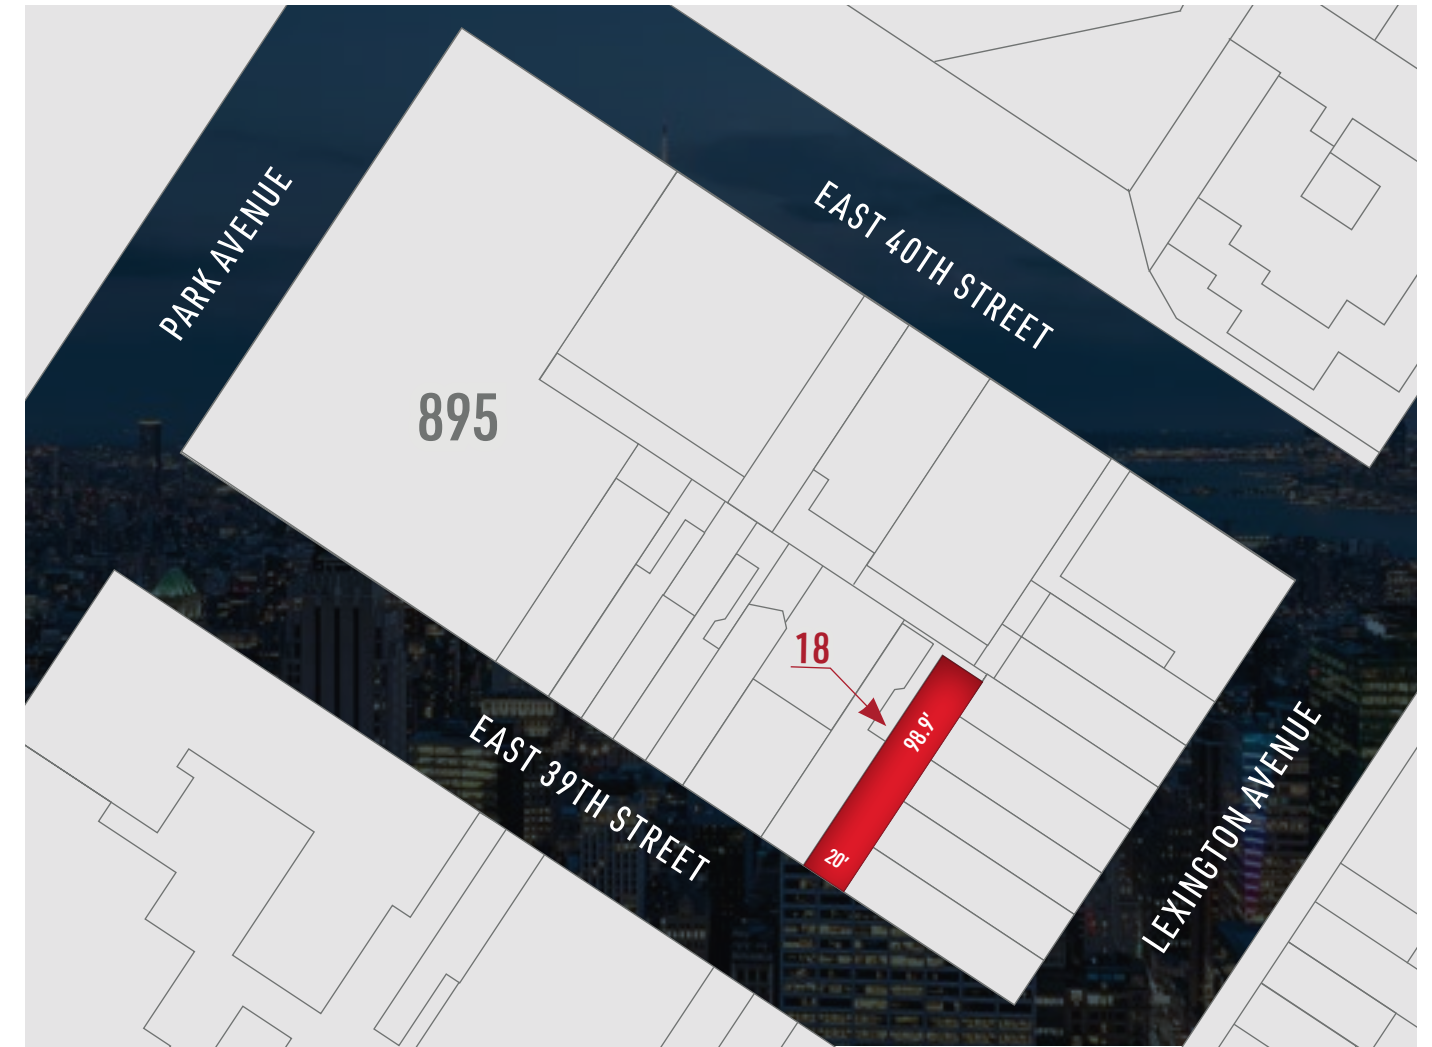 PARK AVENUE
EAST 40TH STREET
895
18
98.9'
20'
EAST 39TH STREET
LEXINGTON AVENUE